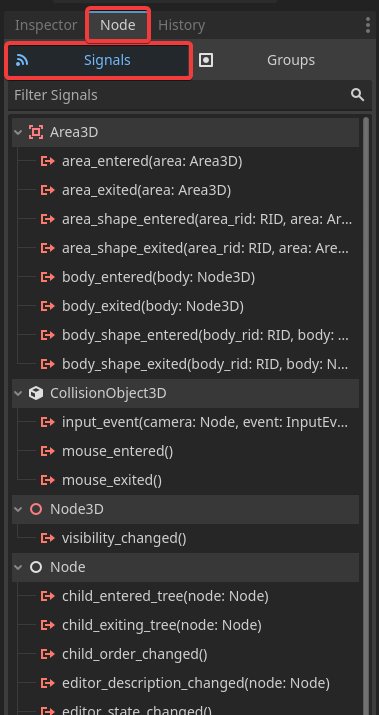 Inspector Node History
Signals Groups
Filter Signals
Area3D
area_entered(area: Area3D)
area_exited(area: Area3D)
area_shape_entered(area_rid: RID, area: Ar...
area_shape_exited(area_rid: RID, area: Are...
body_entered(body: Node3D)
body_exited(body: Node3D)
body_shape_entered(body_rid: RID, body: ...
body_shape_exited(body_rid: RID, body: N...
CollisionObject3D
input_event(camera: Node, event: InputEv...
mouse_entered()
mouse_exited()
Node3D
visibility_changed()
Node
child_entered_tree(node: Node)
child_exiting_tree(node: Node)
child_order_changed()
editor_description_changed(node: Node)
editor_state_changed()